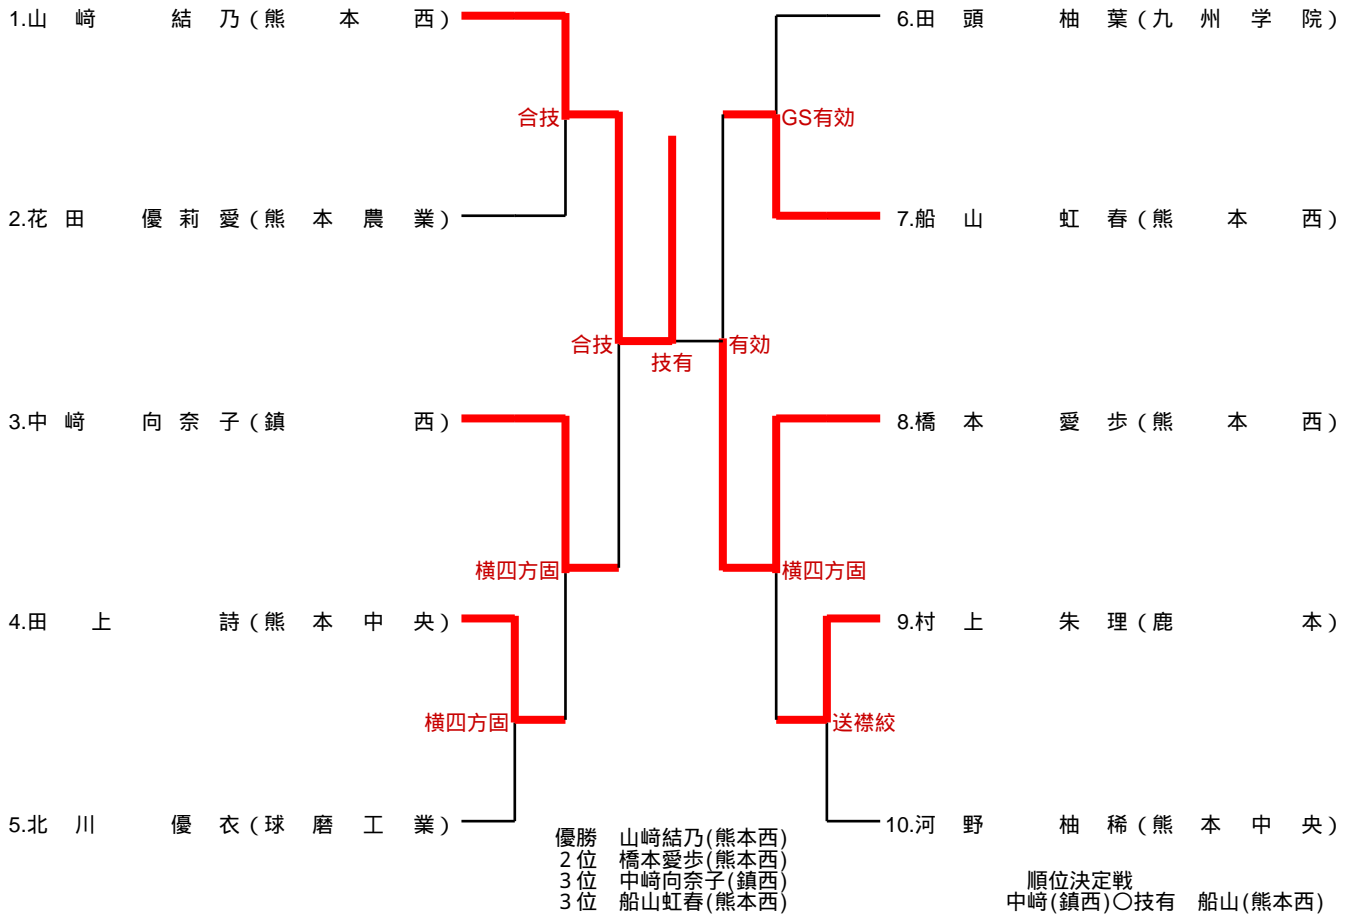 1.山﨑 結乃(熊本西)
6.田頭 柚葉(九州学院)
合技
GS有効
2.花田 優莉愛(熊本農業)
7.船山 虹春(熊本西)
合技
有効
技有
3.中﨑 向奈子(鎮西)
8.橋本 愛歩(熊本西)
横四方固
横四方固
4.田上 詩(熊本中央)
9.村上 朱理(鹿本)
横四方固
送襟絞
5.北川 優衣(球磨工業)
10.河野 柚稀(熊本中央)
優勝 山﨑結乃(熊本西)
2位 橋本愛歩(熊本西)
3位 中﨑向奈子(鎮西)
3位 船山虹春(熊本西)
順位決定戦
中﨑(鎮西)○技有 船山(熊本西)